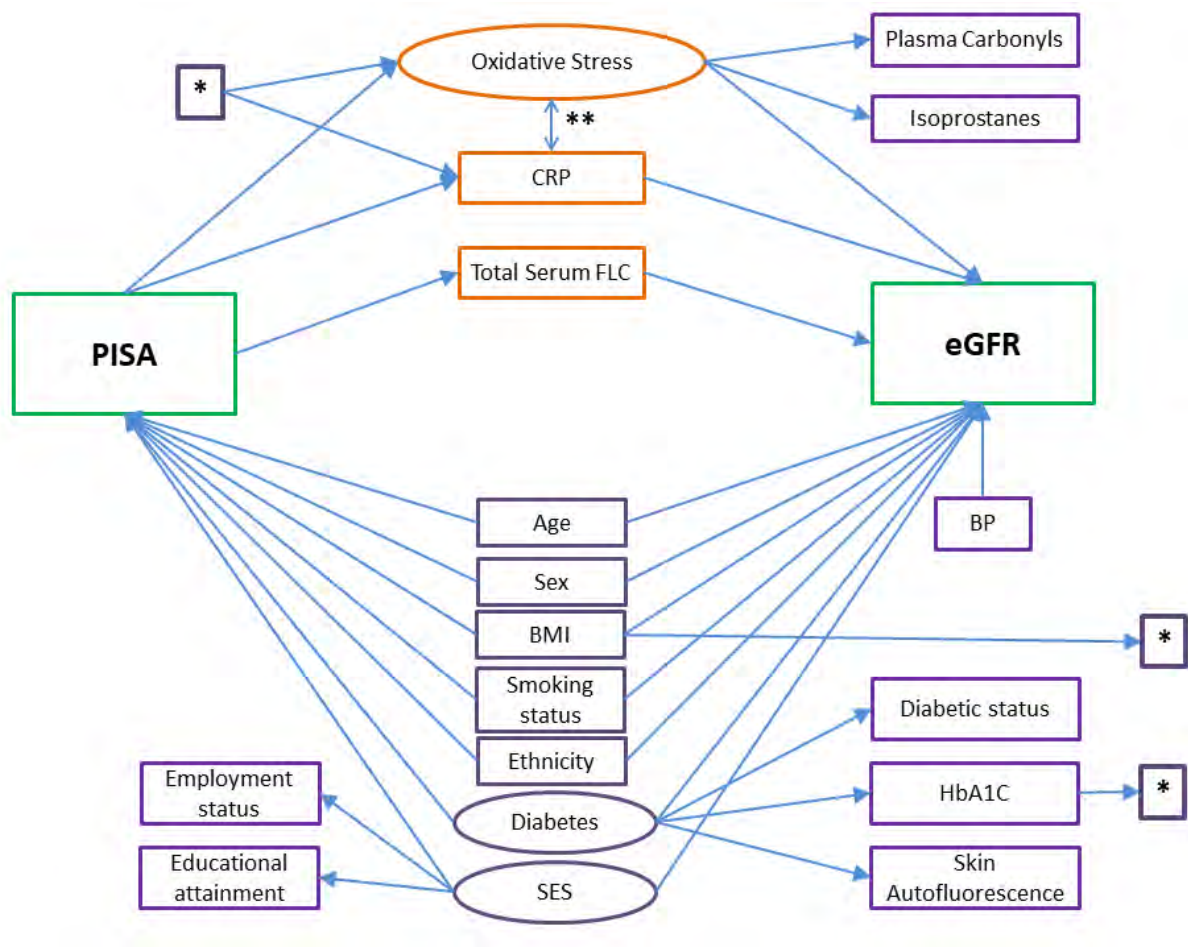 Plasma Carbonyls
Oxidative Stress
*
Isoprostanes
**
CRP
Total Serum FLC
PISA
eGFR
Age
BP
Sex
BMI
*
Smoking
status
Diabetic status
Ethnicity
Employment
status
HbA1C
*
Diabetes
Educational
attainment
SES
Skin
Autofluorescence